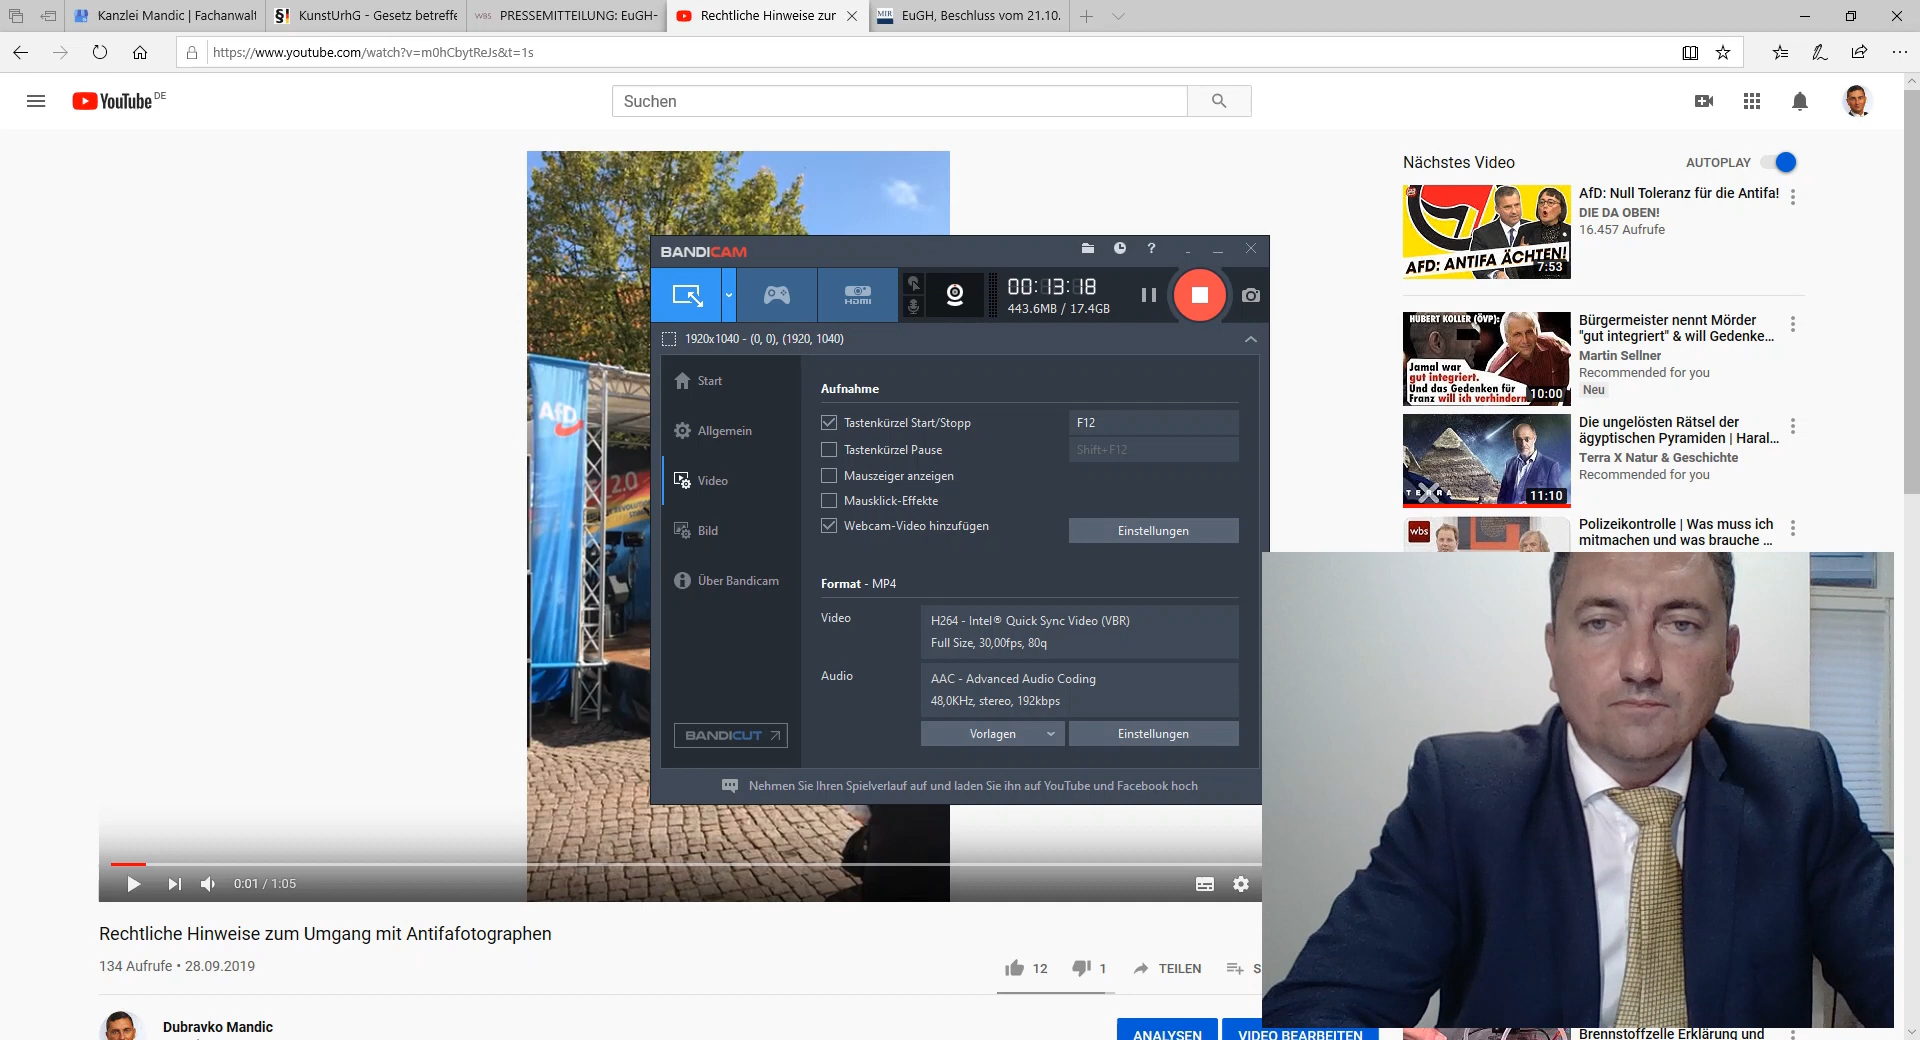 Kanzlei Mandic | Fachanwalt
KunstUrhG - Gesetz betreffe
wbs PRESSEMITTEILUNG: EuGH-
Rechtliche Hinweise zur
MIR EuGH, Beschluss vom 21.10.
https://www.youtube.com/watch?v=m0hCbytReJs&t=1s
YouTube DE
Suchen
Nächstes Video
AUTOPLAY
AFD: ANTIFA ÄCHTEN!
7:53
AfD: Null Toleranz für die Antifa!
DIE DA OBEN!
16.457 Aufrufe
HUBERT KOLLER (ÖVP):
Jamal war
gut integriert.
Und das Gedenken für
Franz will ich verhindern
10:00
Bürgermeister nennt Mörder
"gut integriert" & will Gedenke...
Martin Sellner
Recommended for you
Neu
TERRA
11:10
Die ungelösten Rätsel der
ägyptischen Pyramiden | Haral...
Terra X Natur & Geschichte
Recommended for you
wbs
Polizeikontrolle | Was muss ich
mitmachen und was brauche ...
AfD
2.0
BANDICAM
?
HDMI
00:13:18
443.6MB / 17.4GB
1920x1040 - (0, 0), (1920, 1040)
Start
Allgemein
Video
Bild
Über Bandicam
BANDICUT
Aufnahme
Tastenkürzel Start/Stopp
F12
Tastenkürzel Pause
Shift+F12
Mauszeiger anzeigen
Mausklick-Effekte
Webcam-Video hinzufügen
Einstellungen
Format - MP4
Video
H264 - Intel® Quick Sync Video (VBR)
Full Size, 30,00fps, 80q
Audio
AAC - Advanced Audio Coding
48,0KHz, stereo, 192kbps
Vorlagen
Einstellungen
Nehmen Sie Ihren Spielverlauf auf und laden Sie ihn auf YouTube und Facebook hoch
0:01 / 1:05
Rechtliche Hinweise zum Umgang mit Antifafotographen
134 Aufrufe • 28.09.2019
12
1
TEILEN
S
Dubravko Mandic
ANALYSEN
VIDEO BEARBEITEN
Brennstoffzelle Erklärung und